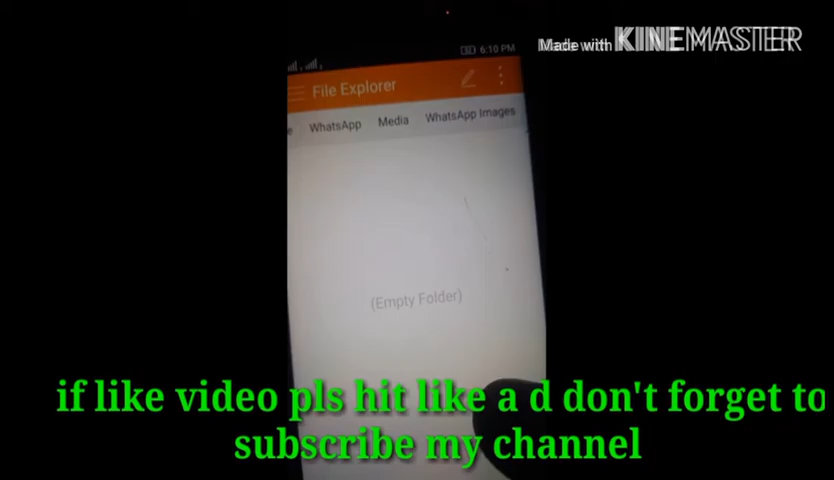 6:10 PM
Made with KINEMASTER
File Explorer
WhatsApp Media WhatsApp Images
(Empty Folder)
if like video pls hit like a d don't forget to
subscribe my channel